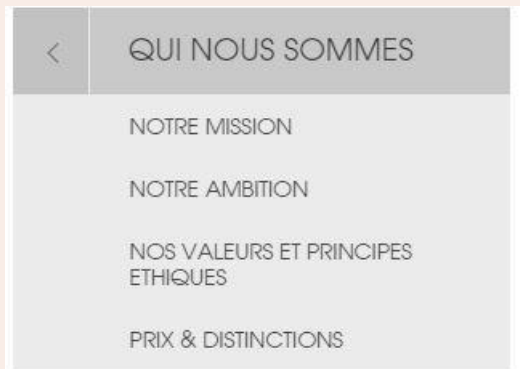 QUI NOUS SOMMES
NOTRE MISSION
NOTRE AMBITION
NOS VALEURS ET PRINCIPES
ETHIQUES
PRIX & DISTINCTIONS